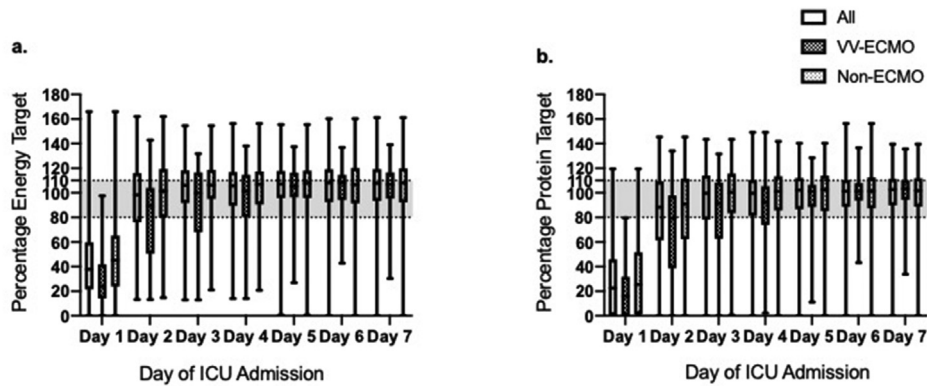 All
VV-ECMO
Non-ECMO
a.
Percentage Energy Target
180
160
140
120
110
100
80
60
40
20
0
Day 1 Day 2 Day 3 Day 4 Day 5 Day 6 Day 7
Day of ICU Admission
b.
Percentage Protein Target
180
160
140
120
110
100
80
60
40
20
0
Day 1 Day 2 Day 3 Day 4 Day 5 Day 6 Day 7
Day of ICU Admission